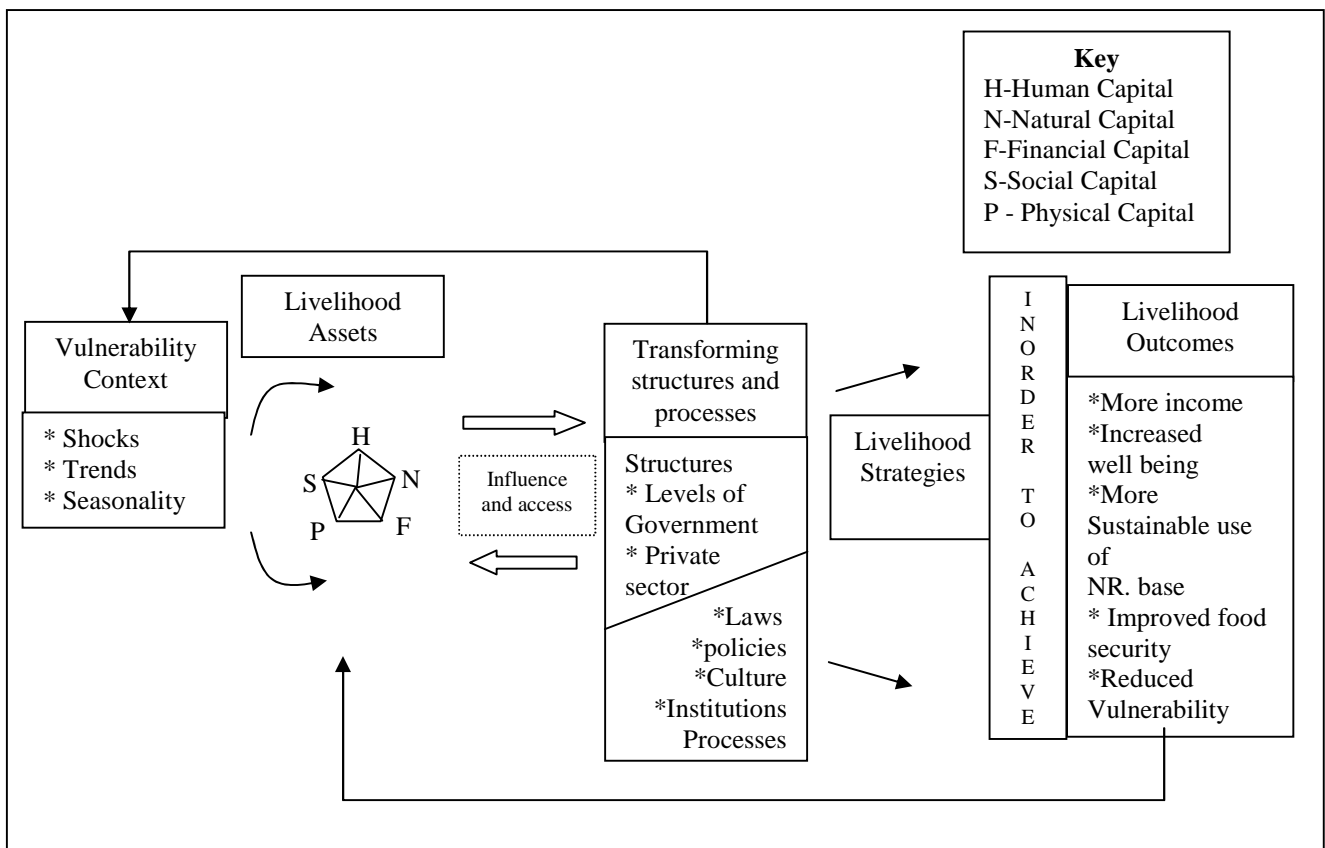 Key
H-Human Capital
N-Natural Capital
F-Financial Capital
S-Social Capital
P - Physical Capital
Livelihood
Assets
Vulnerability
Context
* Shocks
* Trends
* Seasonality
H
S
N
P
F
Influence
and access
Transforming
structures and
processes
Structures
* Levels of
Government
* Private
sector
*Laws
*policies
*Culture
*Institutions
Processes
Livelihood
Strategies
I
N
O
R
D
E
R
T
O
A
C
H
I
E
V
E
Livelihood
Outcomes
*More income
*Increased
well being
*More
Sustainable use
of
NR. base
* Improved food
security
*Reduced
Vulnerability